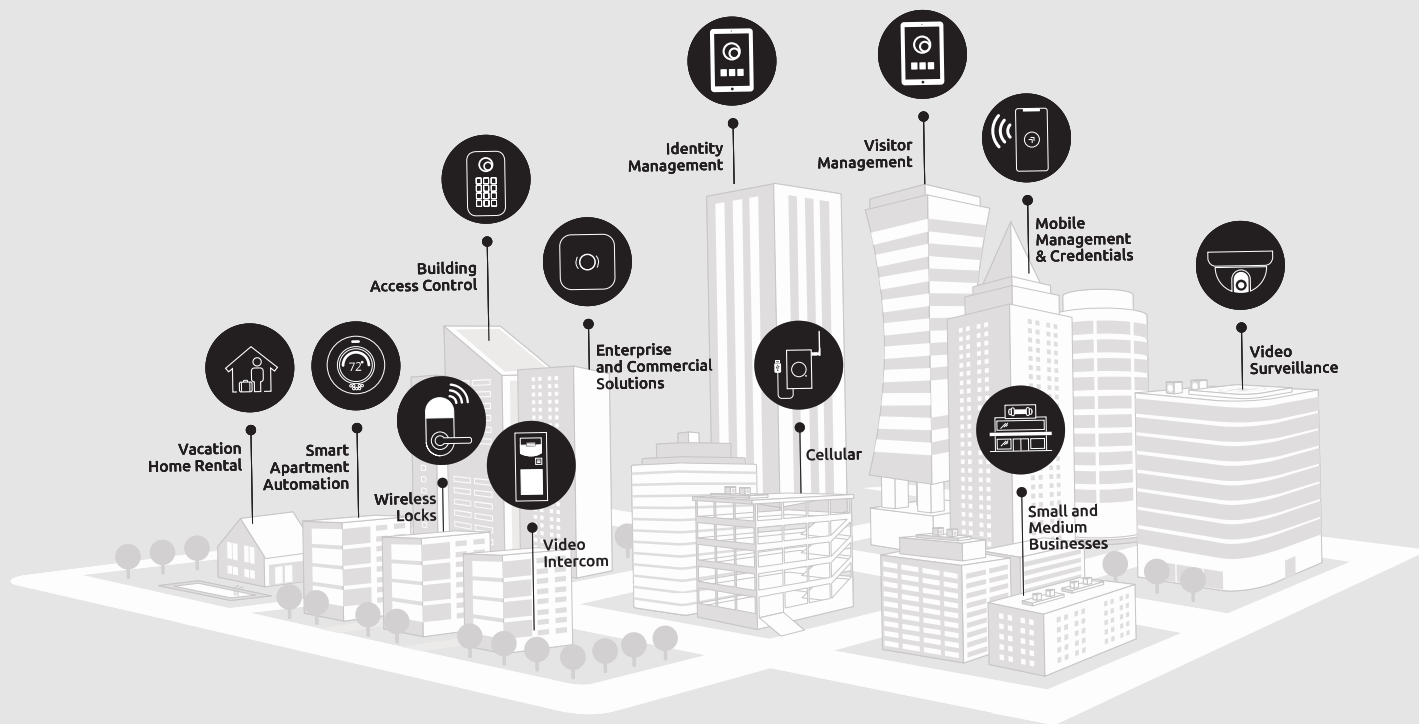 Identity
Management
Visitor
Management
Mobile
Management
& Credentials
Building
Access Control
Enterprise
and Commercial
Solutions
Video
Surveillance
72°
Vacation
Home Rental
Smart
Apartment
Automation
Wireless
Locks
Video
Intercom
Cellular
Small and
Medium
Businesses